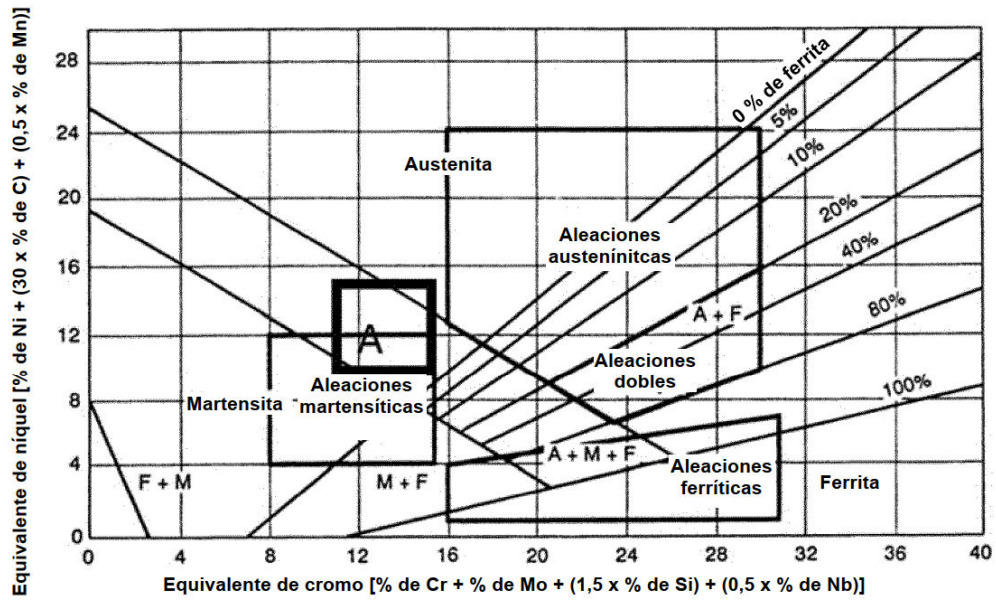 Equivalente de níquel [% de Ni + (30 x % de C) + (0,5 x % de Mn)]
28
24
20
16
12
8
4
0
0 % de ferrita
5%
10%
20%
40%
80%
100%
Austenita
Aleaciones
austenínitcas
A + F
A
Aleaciones
dobles
Martensita
Aleaciones
martensíticas
A + M + F
F + M
M + F
Aleaciones
ferríticas
Ferrita
0 4 8 12 16 20 24 28 32 36 40
Equivalente de cromo [% de Cr + % de Mo + (1,5 x % de Si) + (0,5 x % de Nb)]